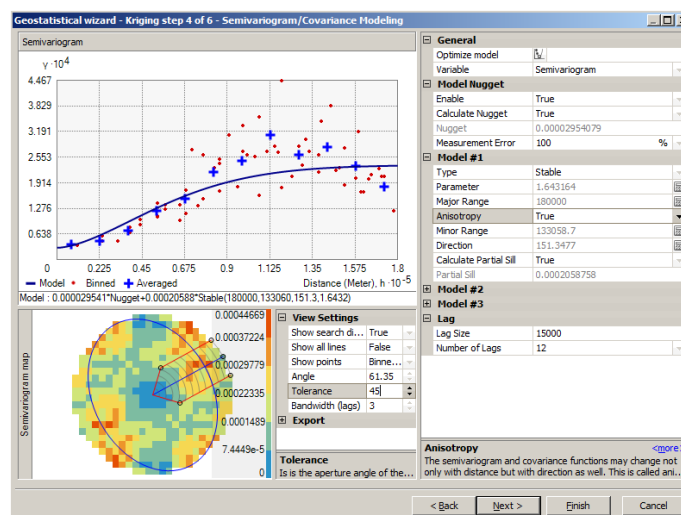 Geostatistical wizard - Kriging step 4 of 6 - Semivariogram/Covariance Modeling
Semivariogram
γ ·10⁴
4.467
3.829
3.191
2.553
1.914
1.276
0.638
0 0.225 0.45 0.675 0.9 1.125 1.35 1.575 1.8
Distance (Meter), h ·10⁻⁵
Model Binned Averaged
Model : 0.000029541*Nugget+0.00020588*Stable(180000,133060,151.3,1.6432)
Semivariogram map
0.00044669
0.00037224
0.00029779
0.00022335
0.0001489
7.4449e-5
0
View Settings
Show search di... True
Show all lines False
Show points Binne...
Angle 61.35
Tolerance 45
Bandwidth (lags) 3
Export
Tolerance
Is is the aperture angle of the...
General
Optimize model
Variable Semivariogram
Model Nugget
Enable True
Calculate Nugget True
Nugget 0.00002954079
Measurement Error 100 %
Model #1
Type Stable
Parameter 1.643164
Major Range 180000
Anisotropy True
Minor Range 133058.7
Direction 151.3477
Calculate Partial Sill True
Partial Sill 0.0002058758
Model #2
Model #3
Lag
Lag Size 15000
Number of Lags 12
Anisotropy <more>
The semivariogram and covariance functions may change not
only with distance but with direction as well. This is called ani...
< Back Next > Finish Cancel